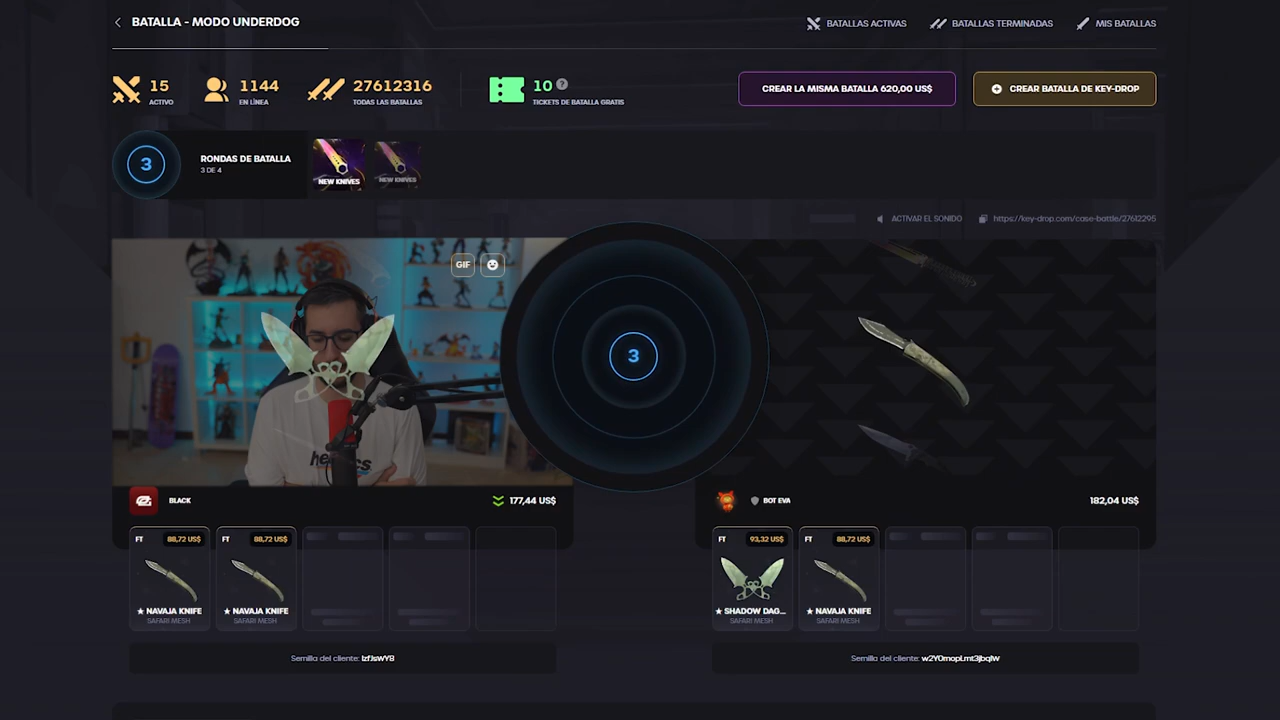 BATALLA - MODO UNDERDOG
BATALLAS ACTIVAS
BATALLAS TERMINADAS
MIS BATALLAS
15
ACTIVO
1144
EN LÍNEA
27612316
TODAS LAS BATALLAS
10 ?
TICKETS DE BATALLA GRATIS
CREAR LA MISMA BATALLA 620,00 US$
CREAR BATALLA DE KEY-DROP
3
RONDAS DE BATALLA
3 DE 4
NEW KNIVES
NEW KNIVES
ACTIVAR EL SONIDO
https://key-drop.com/case-battle/27612295
GIF
3
BLACK
177,44 US$
BOT EVA
182,04 US$
FT 88,72 US$
★ NAVAJA KNIFE
SAFARI MESH
FT 88,72 US$
★ NAVAJA KNIFE
SAFARI MESH
FT 93,32 US$
★ SHADOW DAG...
SAFARI MESH
FT 88,72 US$
★ NAVAJA KNIFE
SAFARI MESH
Semilla del cliente:
Semilla del cliente: